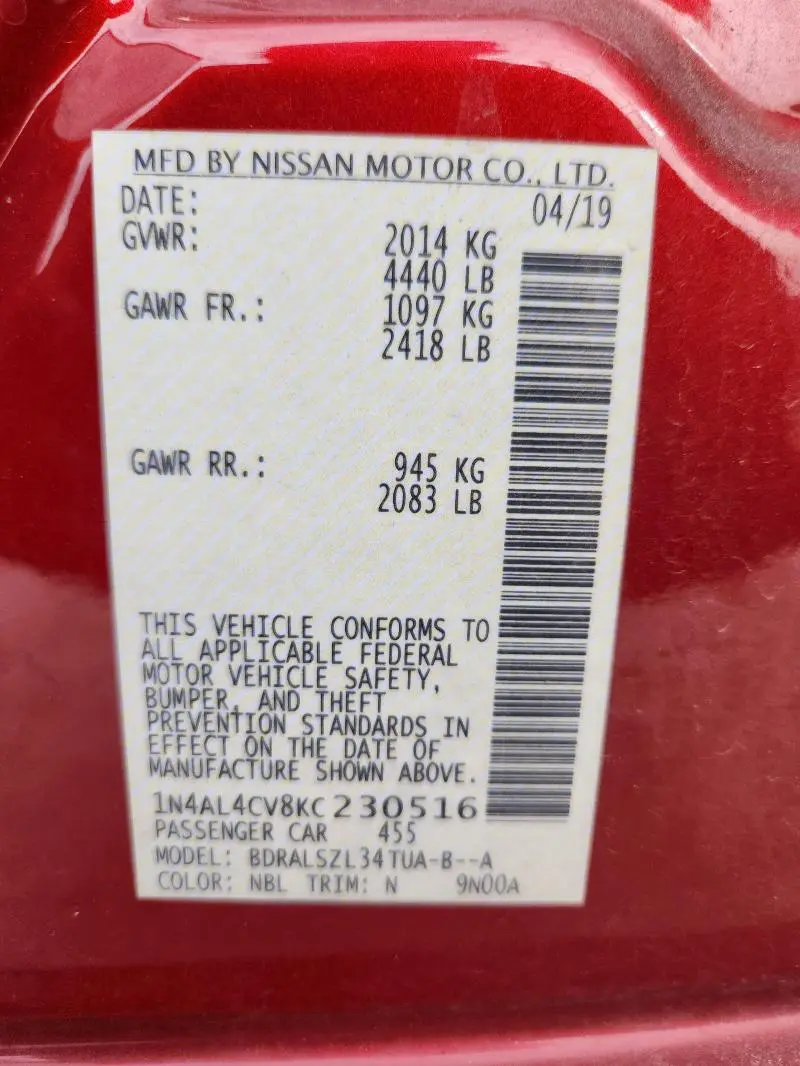 MFD BY NISSAN MOTOR CO., LTD.
DATE: 04/19
GVWR: 2014 KG
4440 LB
GAWR FR.: 1097 KG
2418 LB
GAWR RR.: 945 KG
2083 LB
THIS VEHICLE CONFORMS TO
ALL APPLICABLE FEDERAL
MOTOR VEHICLE SAFETY,
BUMPER, AND THEFT
PREVENTION STANDARDS IN
EFFECT ON THE DATE OF
MANUFACTURE SHOWN ABOVE.
1N4AL4CV8KC230516
PASSENGER CAR 455
MODEL: BDRALSZL34TUA-B--A
COLOR: NBL TRIM: N 9N00A